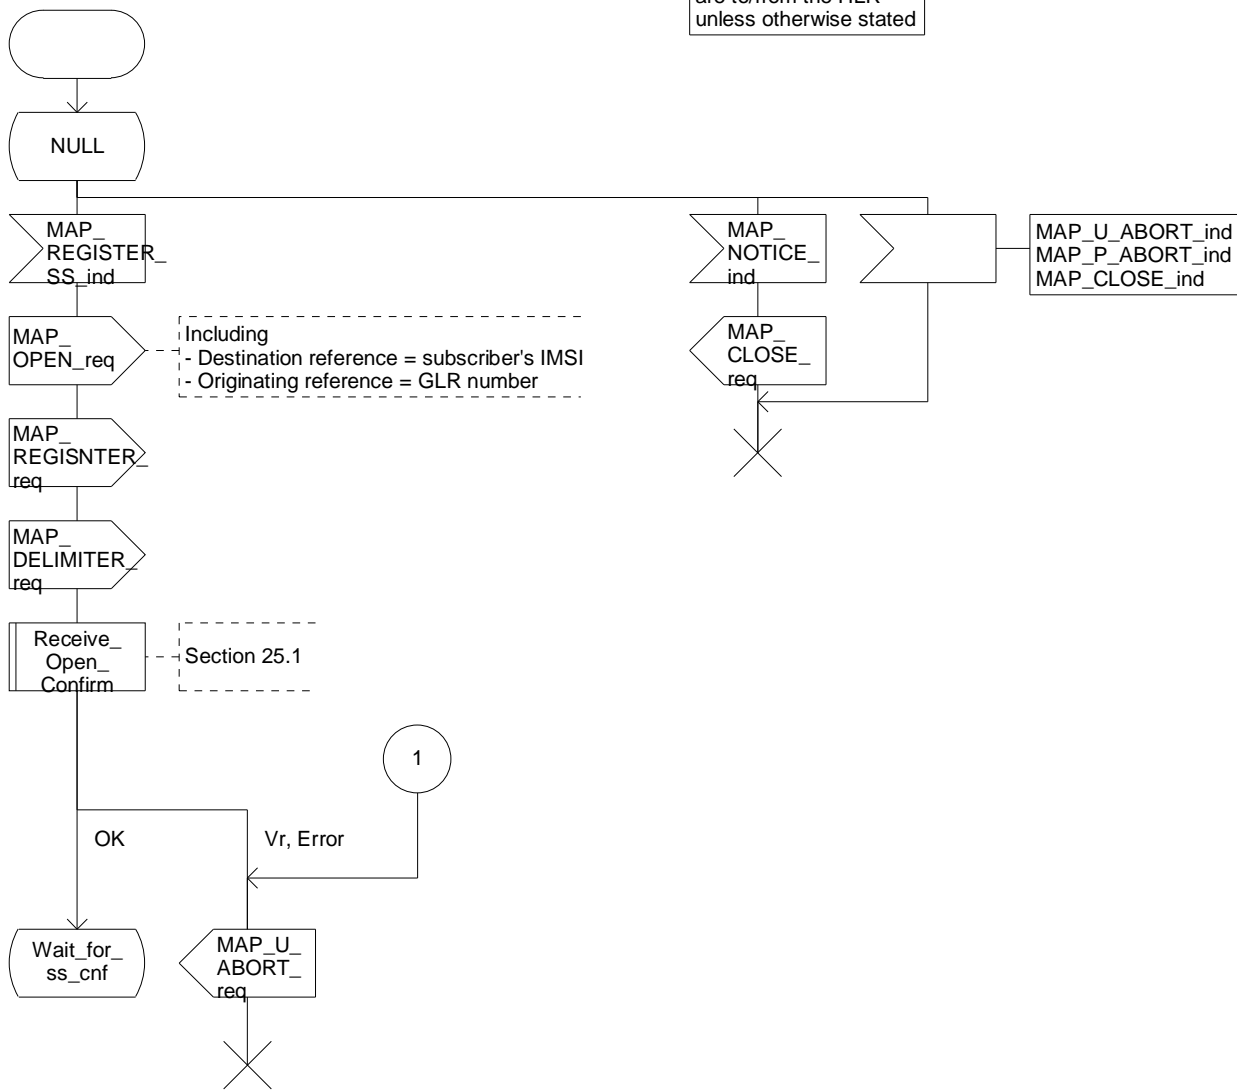 are to/from the HLR
unless otherwise stated
NULL
MAP_
REGISTER_
SS_ind
MAP_
NOTICE_
ind
MAP_U_ABORT_ind
MAP_P_ABORT_ind
MAP_CLOSE_ind
MAP_
OPEN_req
Including
- Destination reference = subscriber's IMSI
- Originating reference = GLR number
MAP_
CLOSE_
req
MAP_
REGISNTER_
req
MAP_
DELIMITER_
req
Receive_
Open_
Confirm
Section 25.1
1
OK
Vr, Error
Wait_for_
ss_cnf
MAP_U_
ABORT_
req